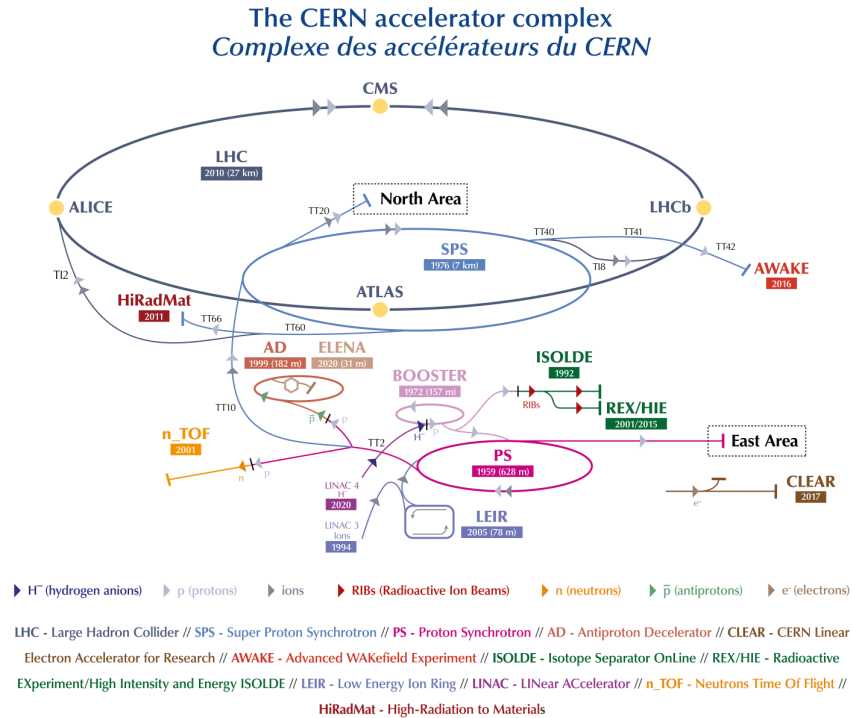 The CERN accelerator complex
Complexe des accélérateurs du CERN
CMS
LHC
2010 (27 km)
TT20
North Area
ALICE
LHCb
TT40
TT41
SPS
1976 (7 km)
TT42
TI8
TI2
AWAKE
2016
HiRadMat
2011
ATLAS
TT66
TT60
AD
1999 (182 m)
ELENA
2020 (31 m)
ISOLDE
1992
BOOSTER
1972 (157 m)
RIBs
REX/HIE
2001/2015
TT10
p̅
p
H⁻
p
n_TOF
2001
TT2
East Area
PS
1959 (628 m)
n
p
LINAC 4
H⁻
2020
CLEAR
2017
e⁻
LINAC 3
Ions
1994
LEIR
2005 (78 m)
H⁻ (hydrogen anions)
p (protons)
ions
RIBs (Radioactive Ion Beams)
n (neutrons)
p̅ (antiprotons)
e⁻ (electrons)
LHC - Large Hadron Collider // SPS - Super Proton Synchrotron // PS - Proton Synchrotron // AD - Antiproton Decelerator // CLEAR - CERN Linear
Electron Accelerator for Research // AWAKE - Advanced WAKefield Experiment // ISOLDE - Isotope Separator OnLine // REX/HIE - Radioactive
EXperiment/High Intensity and Energy ISOLDE // LEIR - Low Energy Ion Ring // LINAC - LINear ACcelerator // n_TOF - Neutrons Time Of Flight //
HiRadMat - High-Radiation to Materials